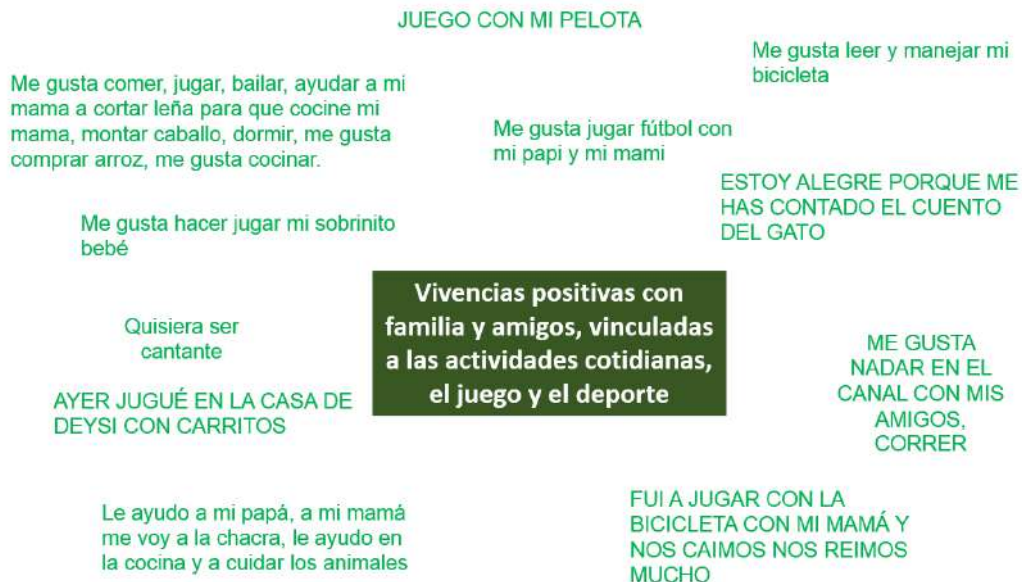 JUEGO CON MI PELOTA
Me gusta leer y manejar mi
bicicleta
Me gusta comer, jugar, bailar, ayudar a mi
mama a cortar leña para que cocine mi
mama, montar caballo, dormir, me gusta
comprar arroz, me gusta cocinar.
Me gusta jugar fútbol con
mi papi y mi mami
ESTOY ALEGRE PORQUE ME
HAS CONTADO EL CUENTO
DEL GATO
Me gusta hacer jugar mi sobrinito
bebé
Vivencias positivas con
familia y amigos, vinculadas
a las actividades cotidianas,
el juego y el deporte
Quisiera ser
cantante
ME GUSTA
NADAR EN EL
CANAL CON MIS
AMIGOS,
CORRER
AYER JUGUÉ EN LA CASA DE
DEYSI CON CARRITOS
Le ayudo a mi papá, a mi mamá
me voy a la chacra, le ayudo en
la cocina y a cuidar los animales
FUI A JUGAR CON LA
BICICLETA CON MI MAMÁ Y
NOS CAIMOS NOS REIMOS
MUCHO